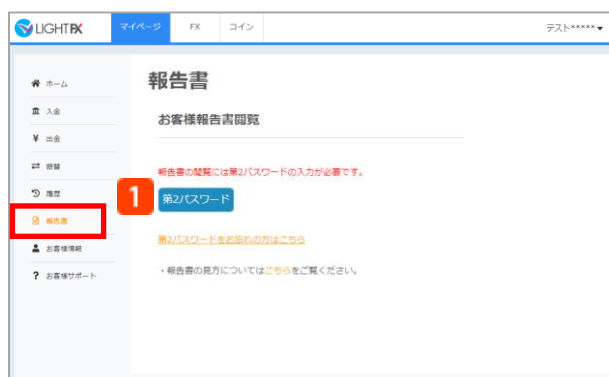 LIGHT FX
マイページ
FX
コイン
テスト*****
ホーム
入金
出金
振替
履歴
報告書
お客様情報
お客様サポート
報告書
お客様報告書閲覧
報告書の閲覧には第2パスワードの入力が必要です。
1
第2パスワード
第2パスワードをお忘れの方はこちら
・報告書の見方についてはこちらをご覧ください。